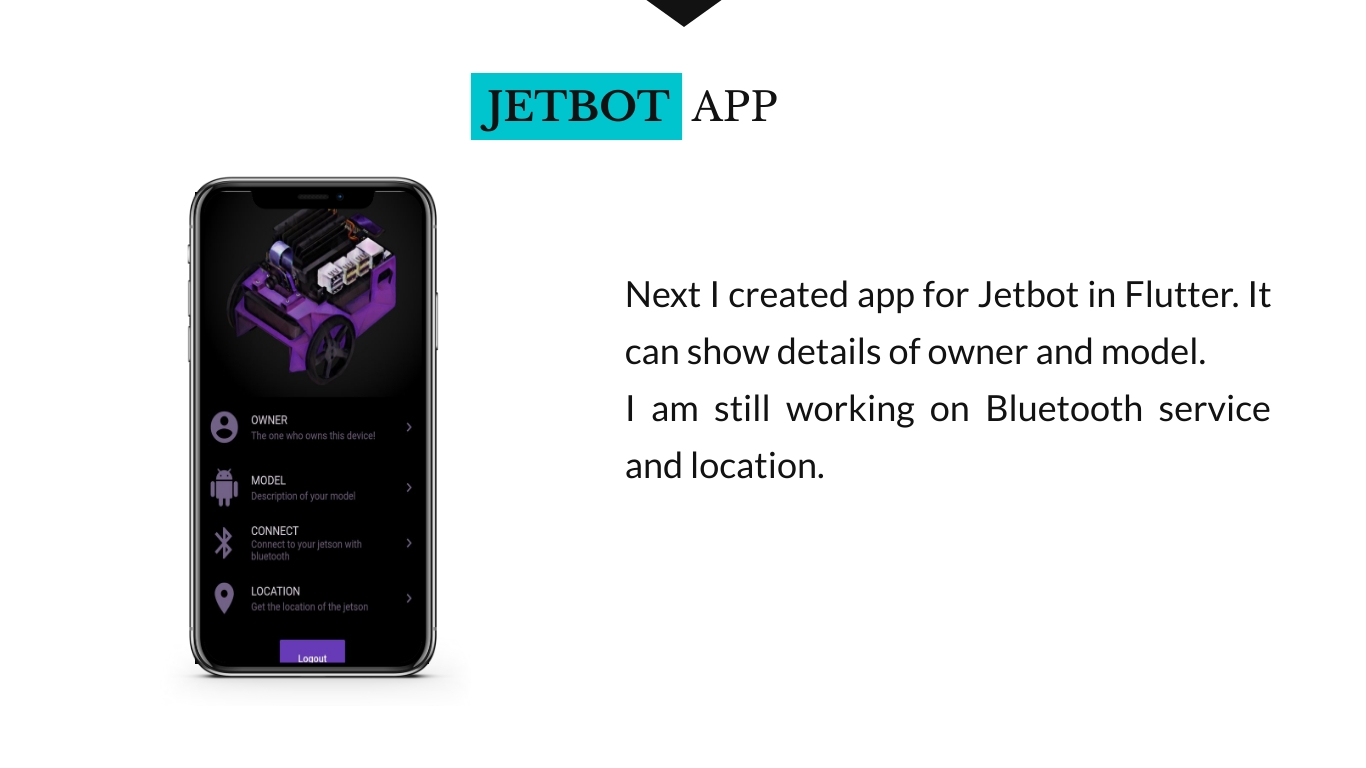 JETBOT APP
OWNER
The one who owns this device!
MODEL
Description of your model
CONNECT
Connect to your jetson with
bluetooth
LOCATION
Get the location of the jetson
Logout
Next I created app for Jetbot in Flutter. It
can show details of owner and model.
I am still working on Bluetooth service
and location.